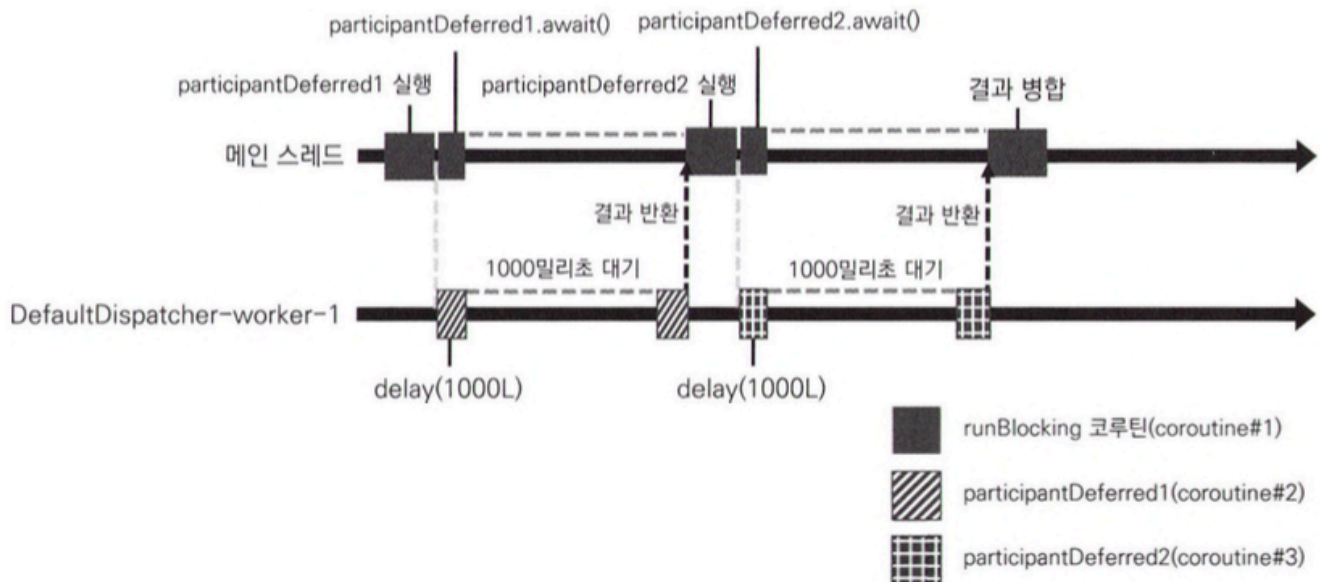 participantDeferred1.await()
participantDeferred2.await()
participantDeferred1 실행
participantDeferred2 실행
결과 병합
메인 스레드
결과 반환
결과 반환
1000밀리초 대기
1000밀리초 대기
DefaultDispatcher-worker-1
delay(1000L)
delay(1000L)
runBlocking 코루틴(coroutine#1)
participantDeferred1(coroutine#2)
participantDeferred2(coroutine#3)